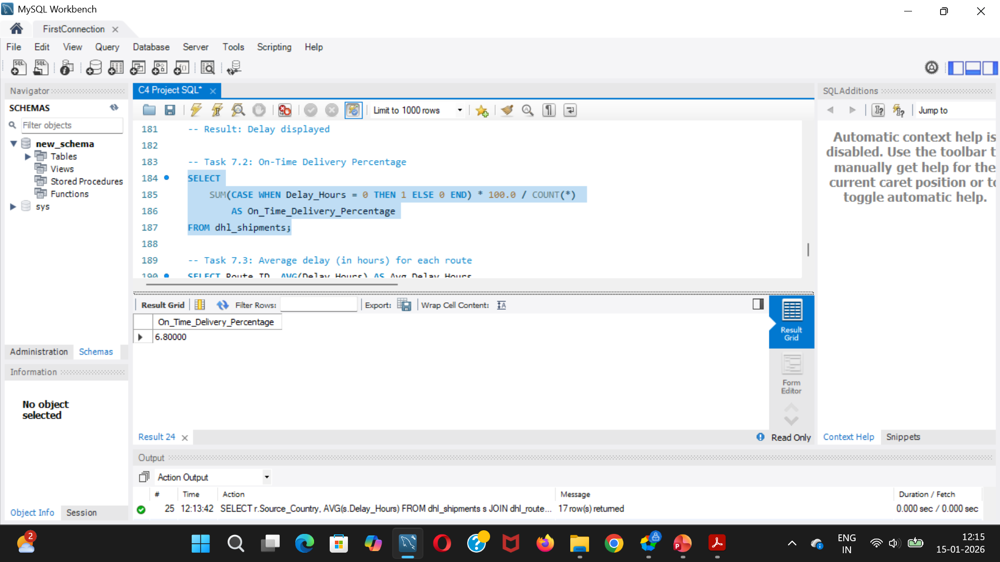 MySQL Workbench
FirstConnection
File Edit View Query Database Server Tools Scripting Help
Navigator
SCHEMAS
Filter objects
new_schema
Tables
Views
Stored Procedures
Functions
sys
Administration Schemas
Information
No object
selected
Object Info Session
C4 Project SQL*
Limit to 1000 rows
181 -- Result: Delay displayed
182
183 -- Task 7.2: On-Time Delivery Percentage
184 SELECT
185 SUM(CASE WHEN Delay_Hours = 0 THEN 1 ELSE 0 END) * 100.0 / COUNT(*)
186 AS On_Time_Delivery_Percentage
187 FROM dhl_shipments;
188
189 -- Task 7.3: Average delay (in hours) for each route
190 SELECT Route_ID, AVG(Delay_Hours) AS Avg_Delay_Hours
Result Grid Filter Rows: Export: Wrap Cell Content:
On_Time_Delivery_Percentage
6.80000
Result
Grid
Form
Editor
Result 24
Read Only
SQLAdditions
Jump to
Automatic context help is
disabled. Use the toolbar t
manually get help for the
current caret position or to
toggle automatic help.
Context Help Snippets
Output
Action Output
# Time Action Message Duration / Fetch
25 12:13:42 SELECT r.Source_Country, AVG(s.Delay_Hours) FROM dhl_shipments s JOIN dhl_route... 17 row(s) returned 0.000 sec / 0.000 sec
2
ENG
IN
12:15
15-01-2026